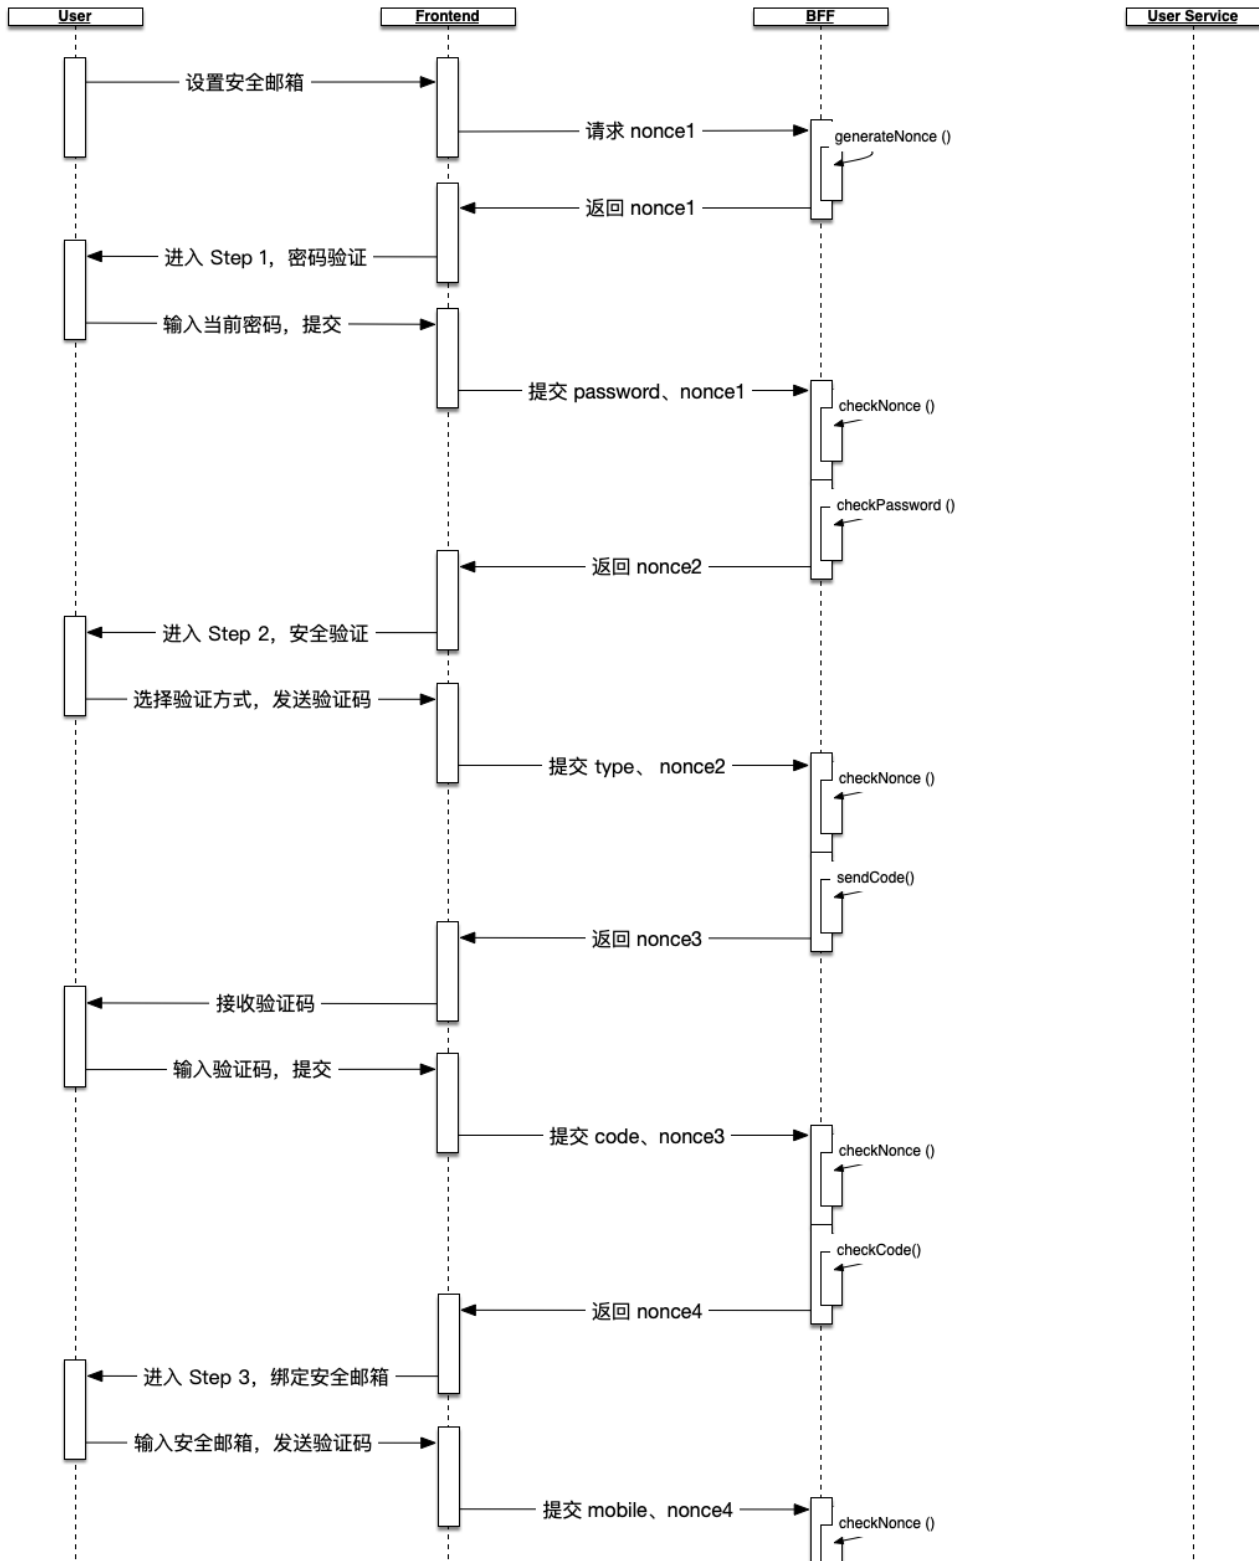 User
Frontend
BFF
User Service
设置安全邮箱
请求 nonce1
generateNonce ()
返回 nonce1
进入 Step 1，密码验证
输入当前密码，提交
提交 password、nonce1
checkNonce ()
checkPassword ()
返回 nonce2
进入 Step 2，安全验证
选择验证方式，发送验证码
提交 type、 nonce2
checkNonce ()
sendCode()
返回 nonce3
接收验证码
输入验证码，提交
提交 code、nonce3
checkNonce ()
checkCode()
返回 nonce4
进入 Step 3，绑定安全邮箱
输入安全邮箱，发送验证码
提交 mobile、nonce4
checkNonce ()